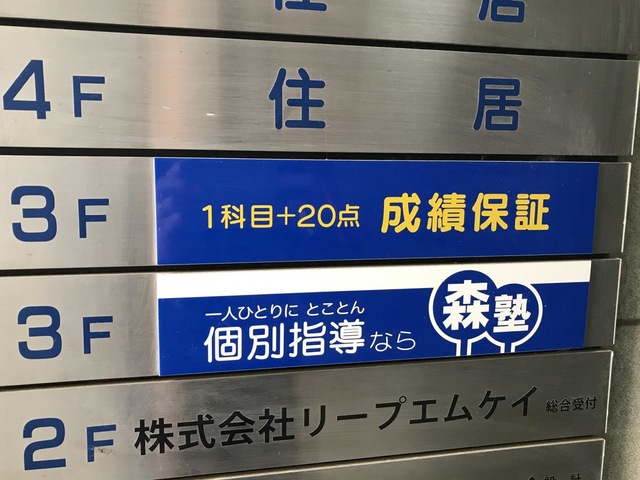 住 居
4F 住 居
3F 1科目+20点 成績保証
一人ひとりに とことん
3F 個別指導なら 森塾
2F 株式会社リープエムケイ 総合受付